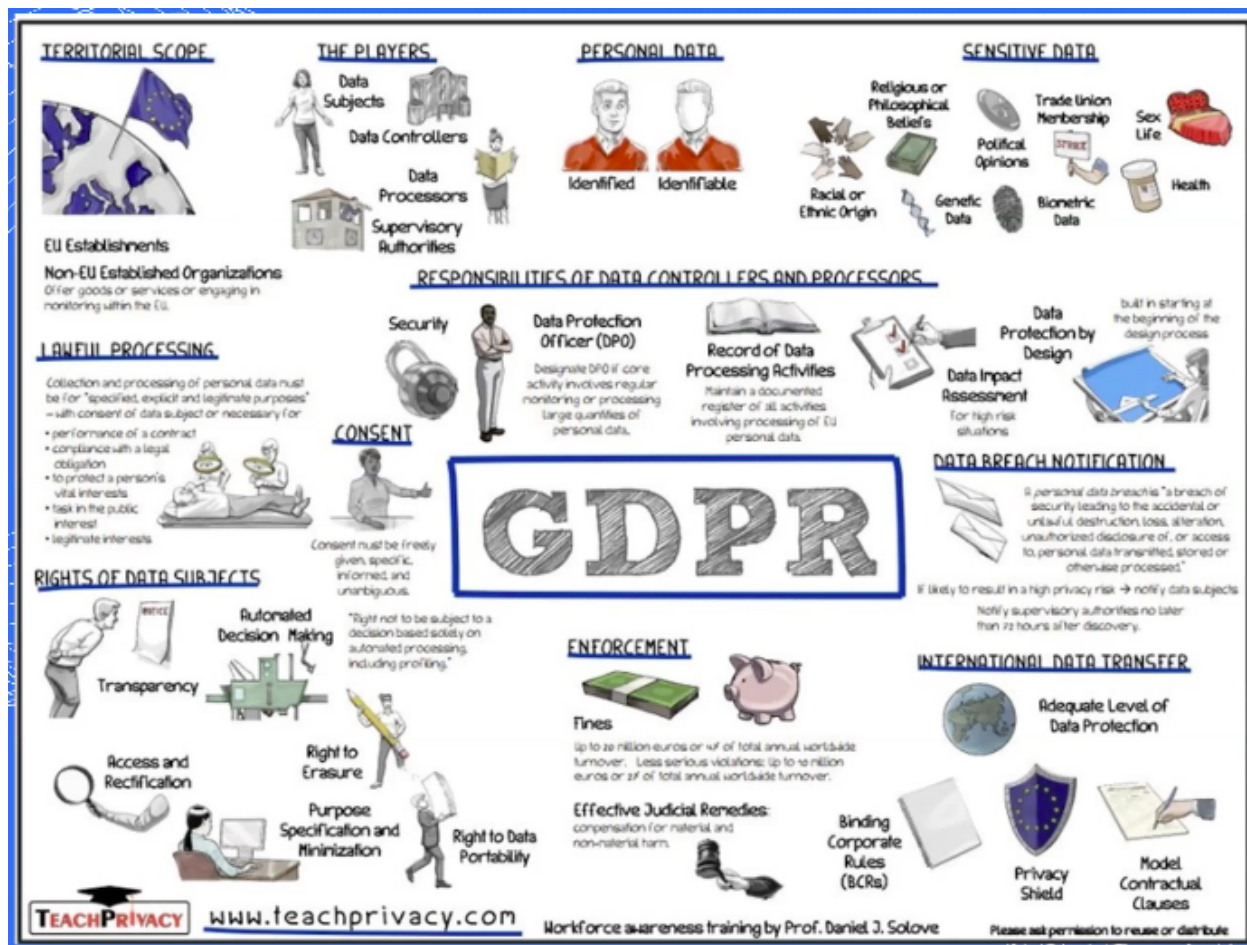 TERRITORIAL SCOPE
EU Establishments
Non-EU Established Organizations
Offer goods or services or engaging in
monitoring within the EU.
THE PLAYERS
Data
Subjects
Data Controllers
Data
Processors
Supervisory
Authorities
PERSONAL DATA
Identified
Identifiable
SENSITIVE DATA
Racial or
Ethnic Origin
Religious or
Philosophical
Beliefs
Genetic
Data
Political
Opinions
Trade Union
Membership
STRIKE
Biometric
Data
Sex
Life
Health
RESPONSIBILITIES OF DATA CONTROLLERS AND PROCESSORS
Security
Data Protection
Officer (DPO)
Designate DPO if core
activity involves regular
monitoring or processing
large quantities of
personal data.
Record of Data
Processing Activities
Maintain a documented
register of all activities
involving processing of EU
personal data.
Data Impact
Assessment
For high risk
situations
Data
Protection by
Design
built in starting at
the beginning of the
design process
LAWFUL PROCESSING
Collection and processing of personal data must
be for "specified, explicit and legitimate purposes"
– with consent of data subject or necessary for
• performance of a contract
• compliance with a legal
obligation
• to protect a person's
vital interests
• task in the public
interest
• legitimate interests
CONSENT
Consent must be freely
given, specific,
informed, and
unambiguous.
GDPR
DATA BREACH NOTIFICATION
A personal data breach is "a breach of
security leading to the accidental or
unlawful destruction, loss, alteration,
unauthorized disclosure of, or access
to, personal data transmitted, stored or
otherwise processed."
If likely to result in a high privacy risk → notify data subjects
Notify supervisory authorities no later
than 72 hours after discovery.
RIGHTS OF DATA SUBJECTS
NOTICE
Transparency
Automated
Decision Making
"Right not to be subject to a
decision based solely on
automated processing,
including profiling."
Access and
Rectification
Right to
Erasure
Purpose
Specification and
Minimization
Right to Data
Portability
ENFORCEMENT
Fines
Up to 20 million euros or 4% of total annual worldwide
turnover. Less serious violations: Up to 10 million
euros or 2% of total annual worldwide turnover.
Effective Judicial Remedies:
compensation for material and
non-material harm.
INTERNATIONAL DATA TRANSFER
Adequate Level of
Data Protection
Binding
Corporate
Rules
(BCRs)
Privacy
Shield
Model
Contractual
Clauses
TEACHPRIVACY
www.teachprivacy.com
Workforce awareness training by Prof. Daniel J. Solove
Please ask permission to reuse or distribute